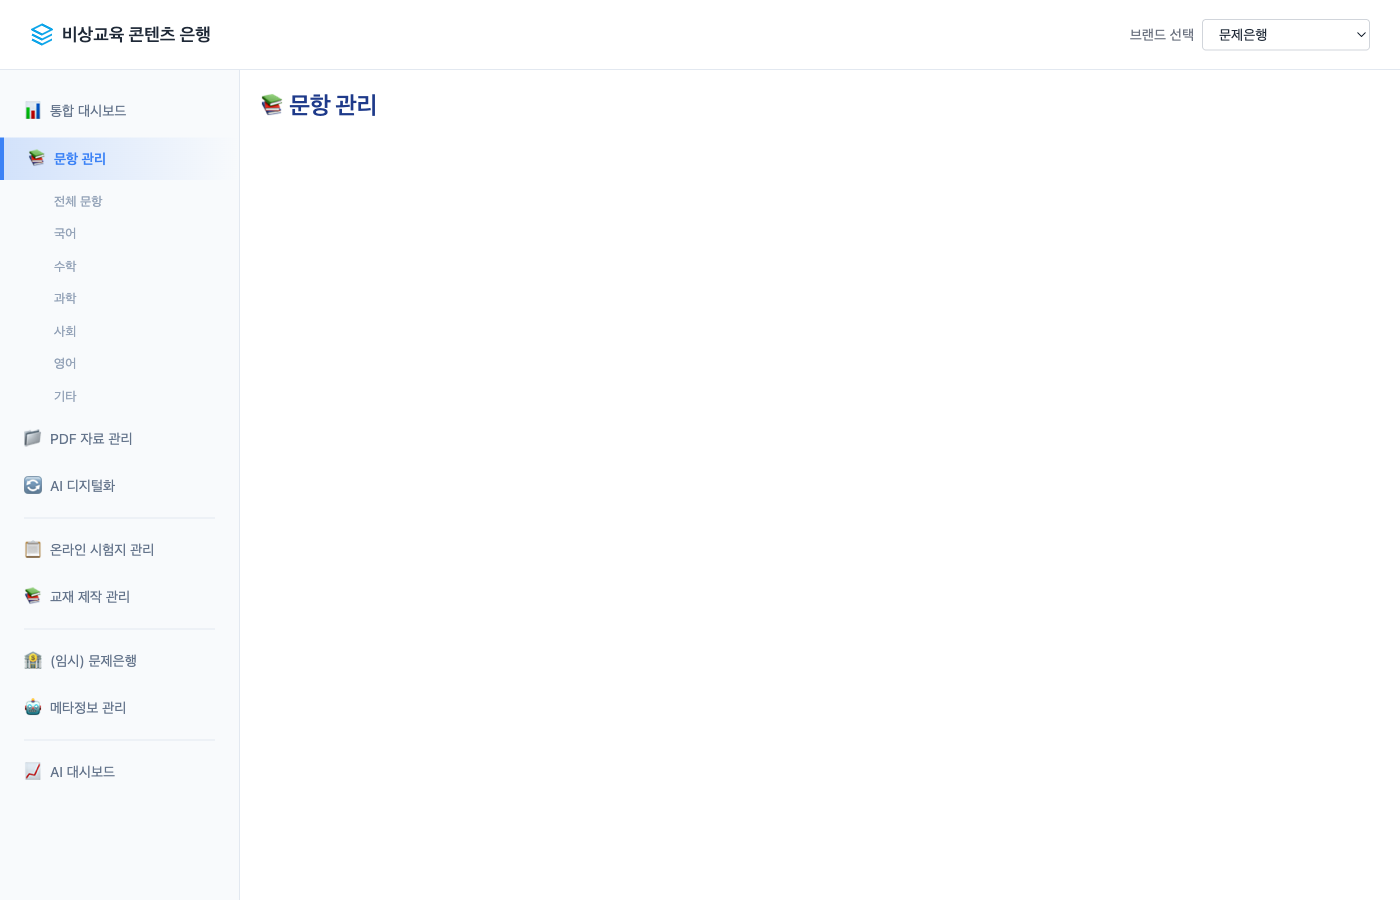 비상교육 콘텐츠 은행
브랜드 선택
문제은행
통합 대시보드
문항 관리
전체 문항
국어
수학
과학
사회
영어
기타
PDF 자료 관리
AI 디지털화
온라인 시험지 관리
교재 제작 관리
(임시) 문제은행
메타정보 관리
AI 대시보드
문항 관리